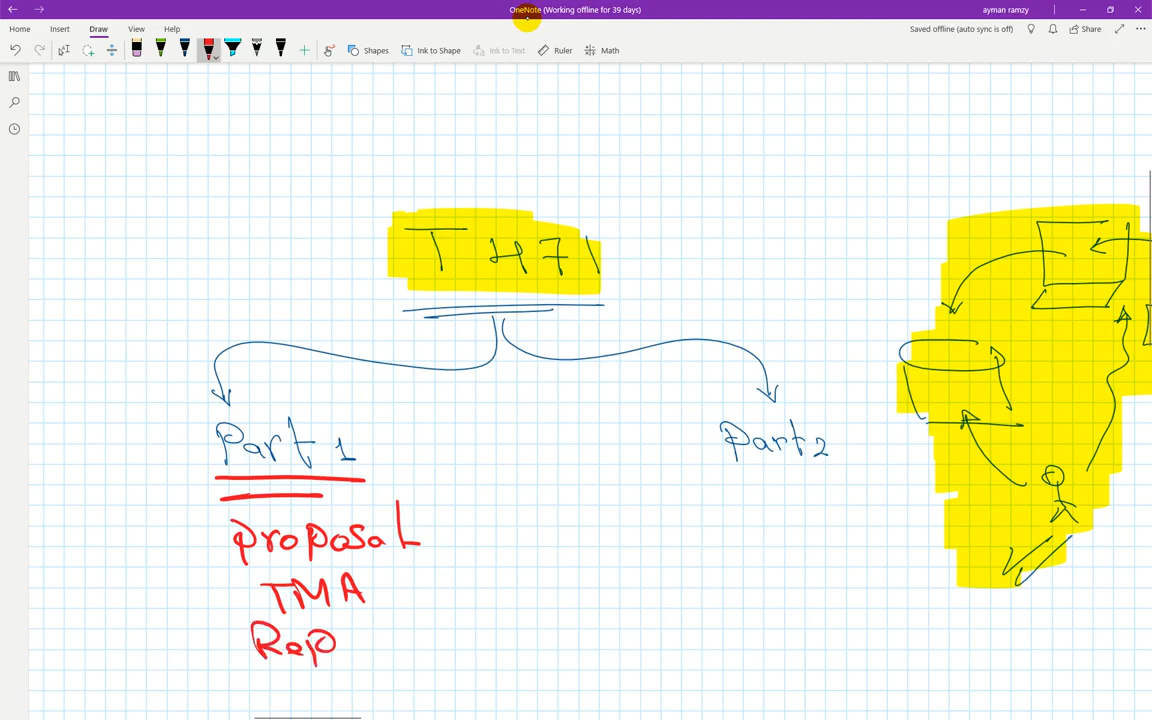 OneNote (Working offline for 39 days)
ayman ramzy
Home Insert Draw View Help
Saved offline (auto sync is off)
Share
Shapes
Ink to Shape
Ink to Text
Ruler
Math
T 471
Part 1
Part 2
proposal
TMA
Rep